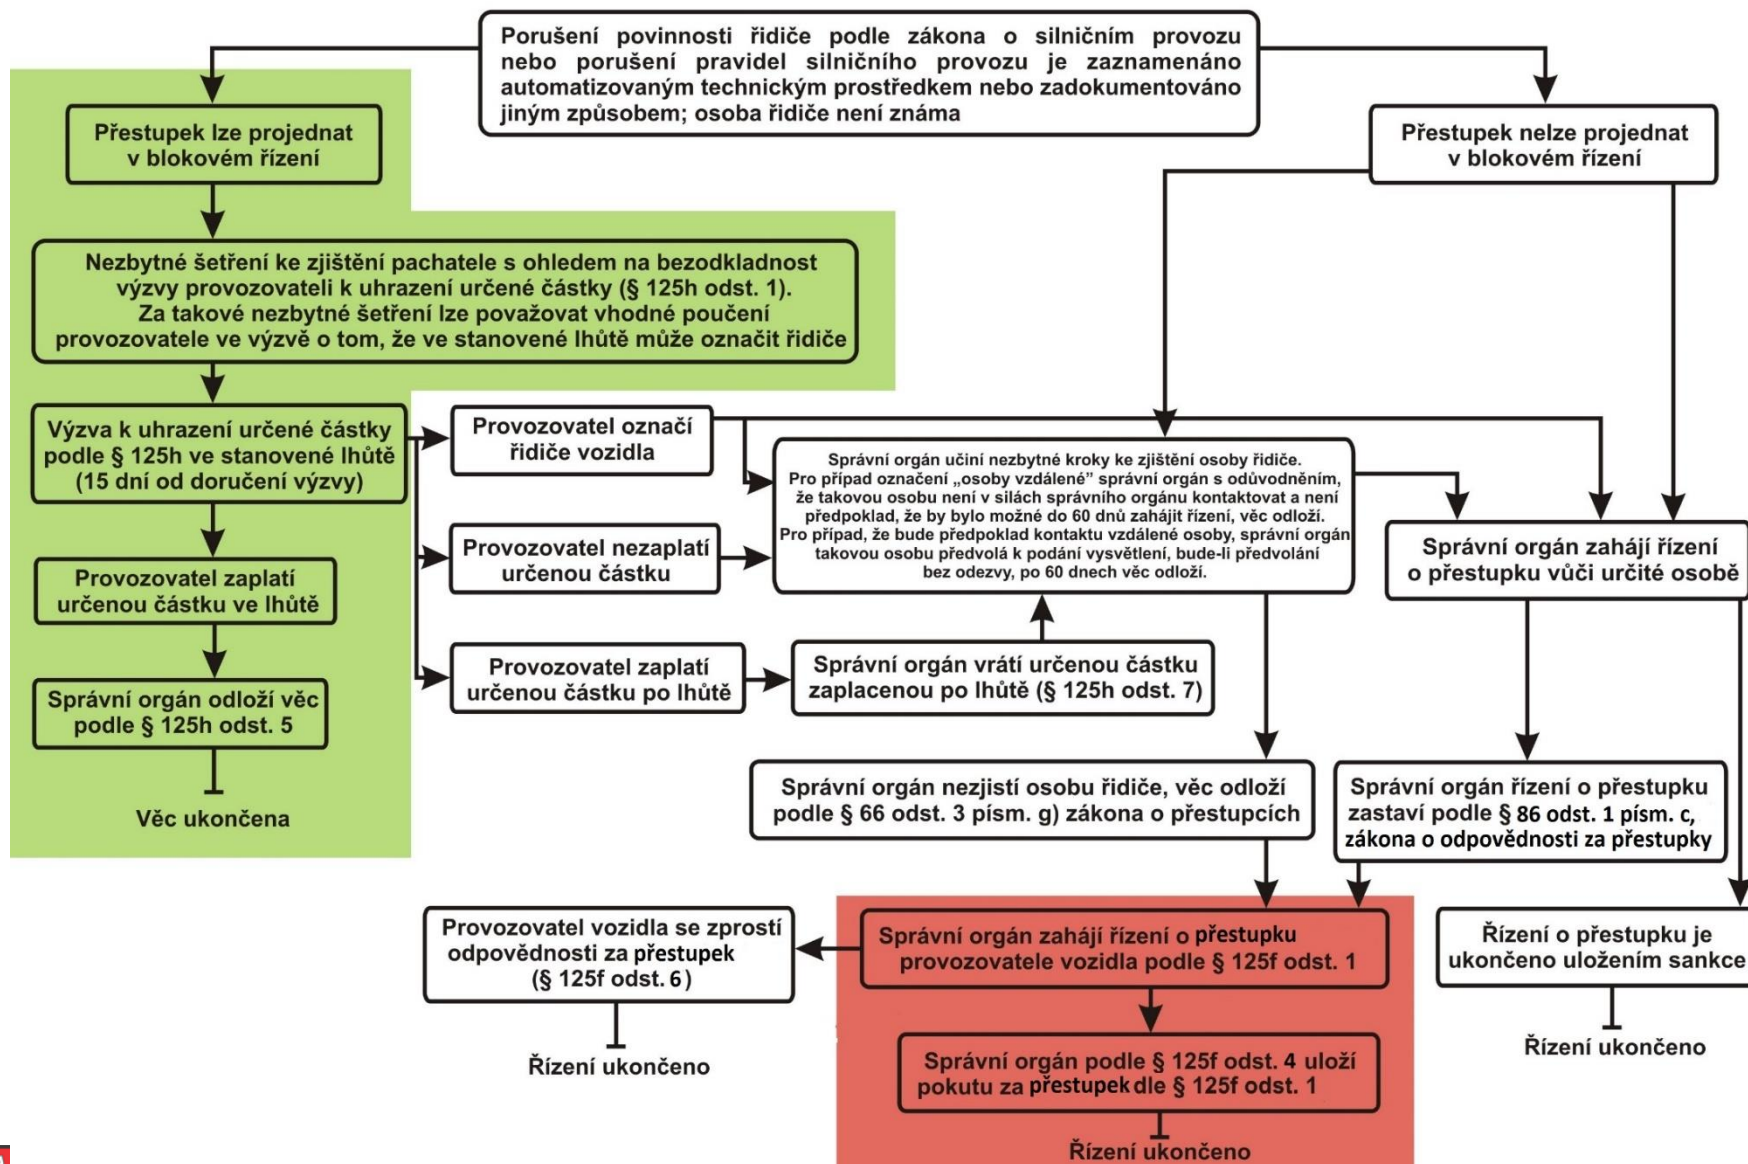 Porušení povinnosti řidiče podle zákona o silničním provozu
nebo porušení pravidel silničního provozu je zaznamenáno
automatizovaným technickým prostředkem nebo zadokumentováno
jiným způsobem; osoba řidiče není známa
Přestupek lze projednat
v blokovém řízení
Přestupek nelze projednat
v blokovém řízení
Nezbytné šetření ke zjištění pachatele s ohledem na bezodkladnost
výzvy provozovateli k uhrazení určené částky (§ 125h odst. 1).
Za takové nezbytné šetření lze považovat vhodné poučení
provozovatele ve výzvě o tom, že ve stanovené lhůtě může označit řidiče
Výzva k uhrazení určené částky
podle § 125h ve stanovené lhůtě
(15 dní od doručení výzvy)
Provozovatel označí
řidiče vozidla
Správní orgán učiní nezbytné kroky ke zjištění osoby řidiče.
Pro případ označení „osoby vzdálené" správní orgán s odůvodněním,
že takovou osobu není v silách správního orgánu kontaktovat a není
předpoklad, že by bylo možné do 60 dnů zahájit řízení, věc odloží.
Pro případ, že bude předpoklad kontaktu vzdálené osoby, správní orgán
takovou osobu předvolá k podání vysvětlení, bude-li předvolání
bez odezvy, po 60 dnech věc odloží.
Provozovatel nezaplatí
určenou částku
Správní orgán zahájí řízení
o přestupku vůči určité osobě
Provozovatel zaplatí
určenou částku ve lhůtě
Provozovatel zaplatí
určenou částku po lhůtě
Správní orgán vrátí určenou částku
zaplacenou po lhůtě (§ 125h odst. 7)
Správní orgán odloží věc
podle § 125h odst. 5
Věc ukončena
Správní orgán nezjistí osobu řidiče, věc odloží
podle § 66 odst. 3 písm. g) zákona o přestupcích
Správní orgán řízení o přestupku
zastaví podle § 86 odst. 1 písm. c,
zákona o odpovědnosti za přestupky
Provozovatel vozidla se zprostí
odpovědnosti za přestupek
(§ 125f odst. 6)
Řízení ukončeno
Správní orgán zahájí řízení o přestupku
provozovatele vozidla podle § 125f odst. 1
Řízení o přestupku je
ukončeno uložením sankce
Řízení ukončeno
Správní orgán podle § 125f odst. 4 uloží
pokutu za přestupek dle § 125f odst. 1
Řízení ukončeno